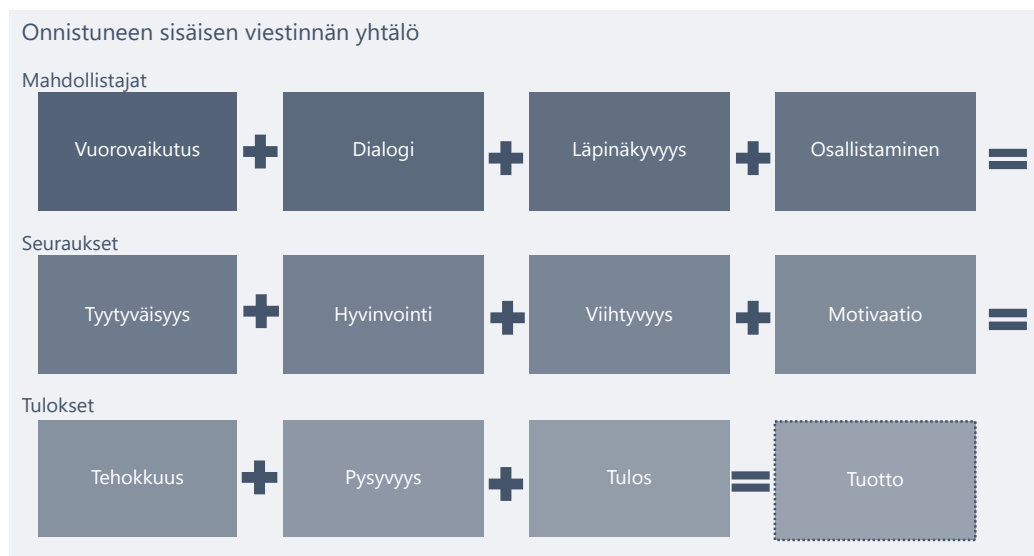 Onnistuneen sisäisen viestinnän yhtälö
Mahdollistajat
Vuorovaikutus + Dialogi + Läpinäkyvyys + Osallistaminen =
Seuraukset
Tyytyväisyys + Hyvinvointi + Viihtyvyys + Motivaatio =
Tulokset
Tehokkuus + Pysyvyys + Tulos = Tuotto